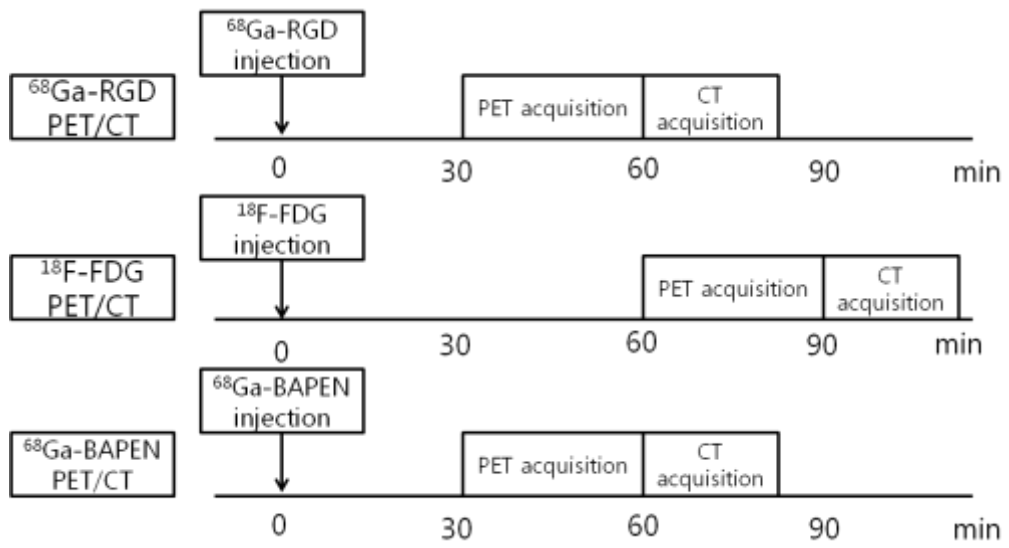 ⁶⁸Ga-RGD
injection
⁶⁸Ga-RGD
PET/CT
PET acquisition
CT
acquisition
0
30
60
90
min
¹⁸F-FDG
injection
¹⁸F-FDG
PET/CT
PET acquisition
CT
acquisition
0
30
60
90
min
⁶⁸Ga-BAPEN
injection
⁶⁸Ga-BAPEN
PET/CT
PET acquisition
CT
acquisition
0
30
60
90
min